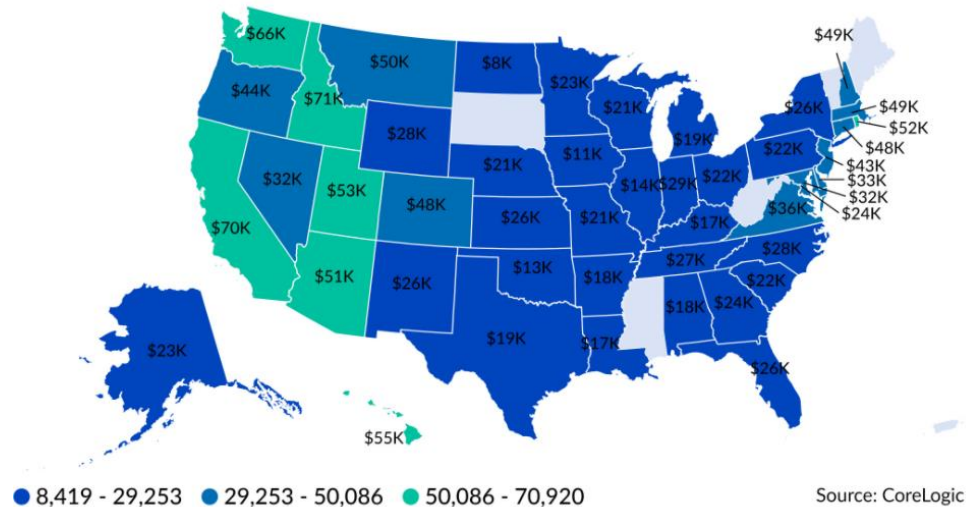 $66K
$49K
$50K
$8K
$23K
$44K
$71K
$21K
$26K
$49K
$28K
$19K
$52K
$22K
$48K
$21K
$11K
$43K
$32K
$53K
$14K
$29K
$22K
$33K
$48K
$32K
$36K
$24K
$70K
$26K
$21K
$17K
$28K
$27K
$51K
$26K
$13K
$18K
$22K
$18K
$24K
$19K
$17K
$23K
$26K
$55K
8,419 - 29,253 29,253 - 50,086 50,086 - 70,920
Source: CoreLogic